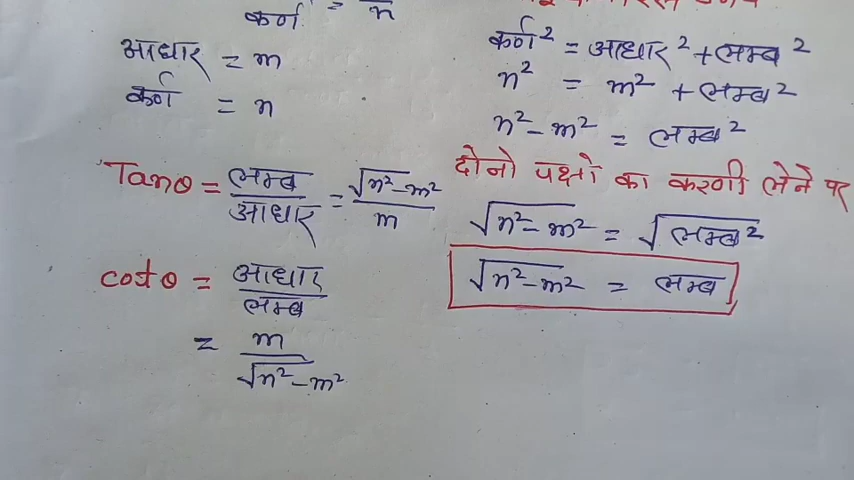 कर्ण = n
आधार = m
कर्ण = n
Tanθ = लम्ब / आधार = √n²-m² / m
cotθ = आधार / लम्ब
= m / √n²-m²
कर्ण² = आधार² + लम्ब²
n² = m² + लम्ब²
n² - m² = लम्ब²
दोनो पक्षो का करणी लेने पर
√n²-m² = √लम्ब²
√n²-m² = लम्ब